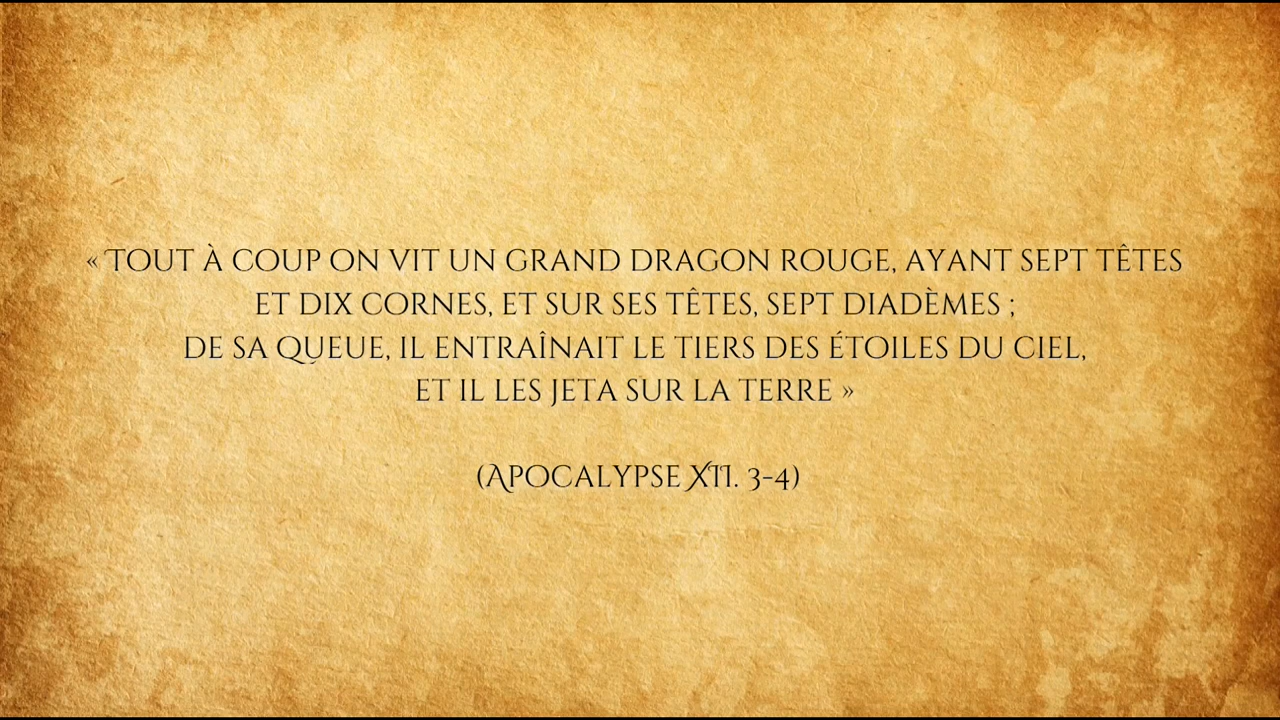 « Tout à coup on vit un grand dragon rouge, ayant sept têtes
et dix cornes, et sur ses têtes, sept diadèmes ;
de sa queue, il entraînait le tiers des étoiles du ciel,
et il les jeta sur la terre »
(Apocalypse XII. 3-4)